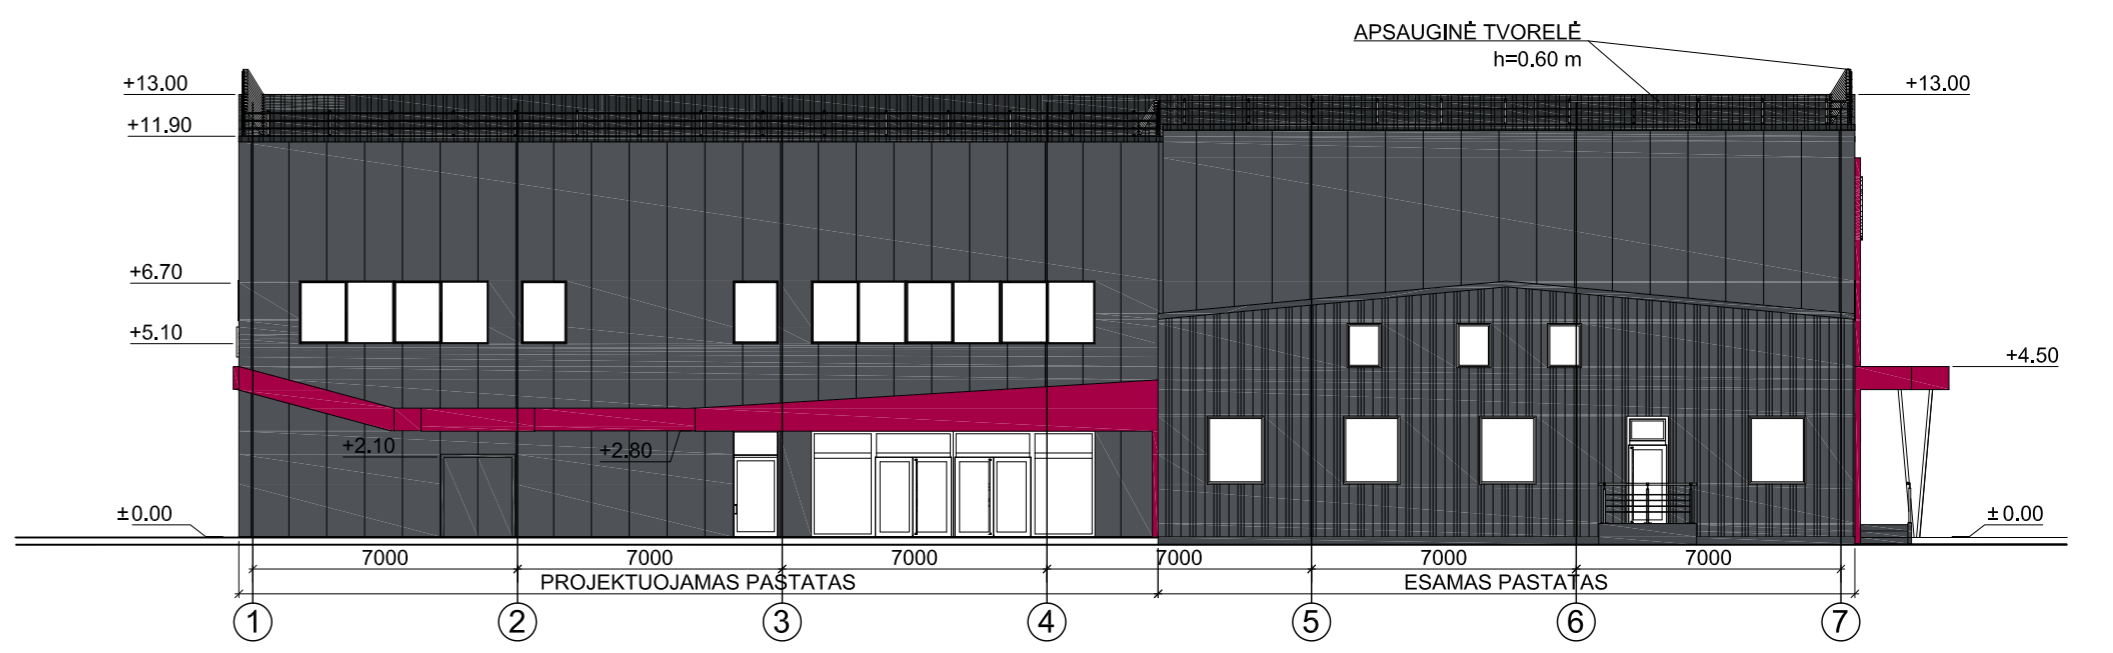 APSAUGINĖ TVORELĖ
h=0.60 m
+13.00
+13.00
+11.90
+6.70
+5.10
+4.50
+2.10
+2.80
±0.00
±0.00
7000 7000 7000 7000 7000 7000
PROJEKTUOJAMAS PASTATAS ESAMAS PASTATAS
1 2 3 4 5 6 7